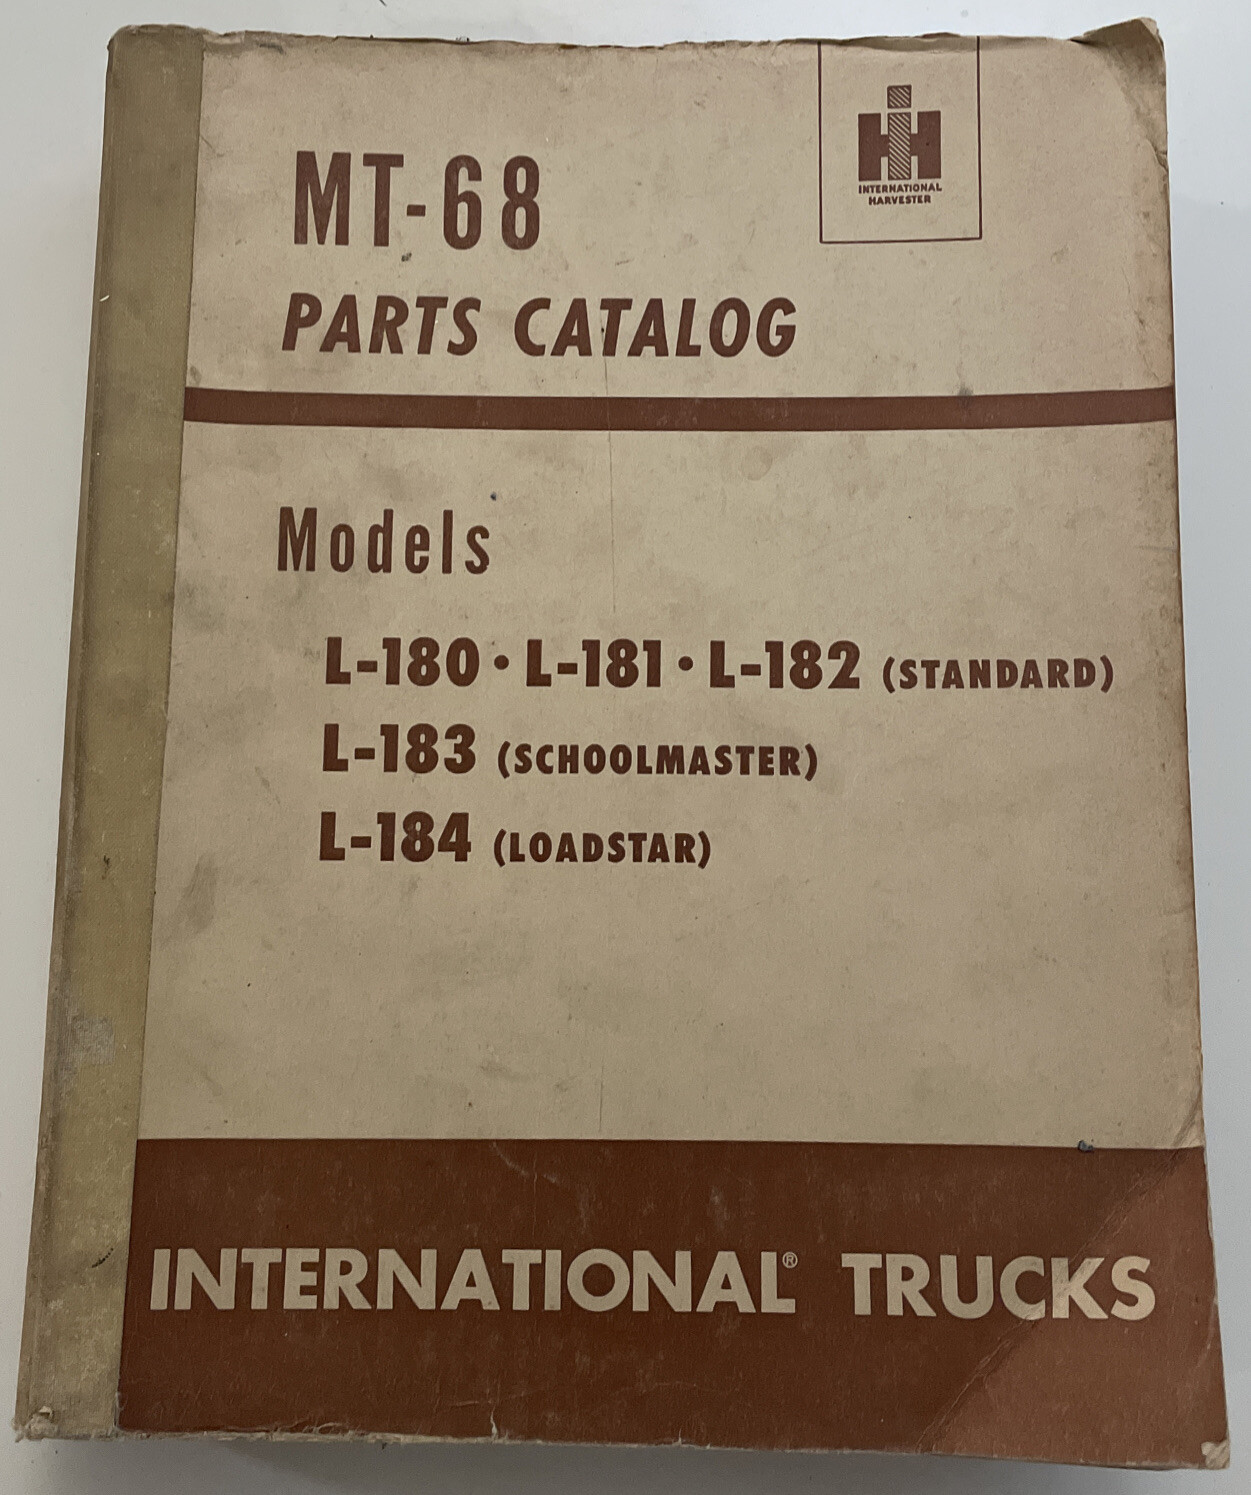 IH
INTERNATIONAL
HARVESTER
MT-68
PARTS CATALOG
Models
L-180 • L-181 • L-182 (STANDARD)
L-183 (SCHOOLMASTER)
L-184 (LOADSTAR)
INTERNATIONAL® TRUCKS